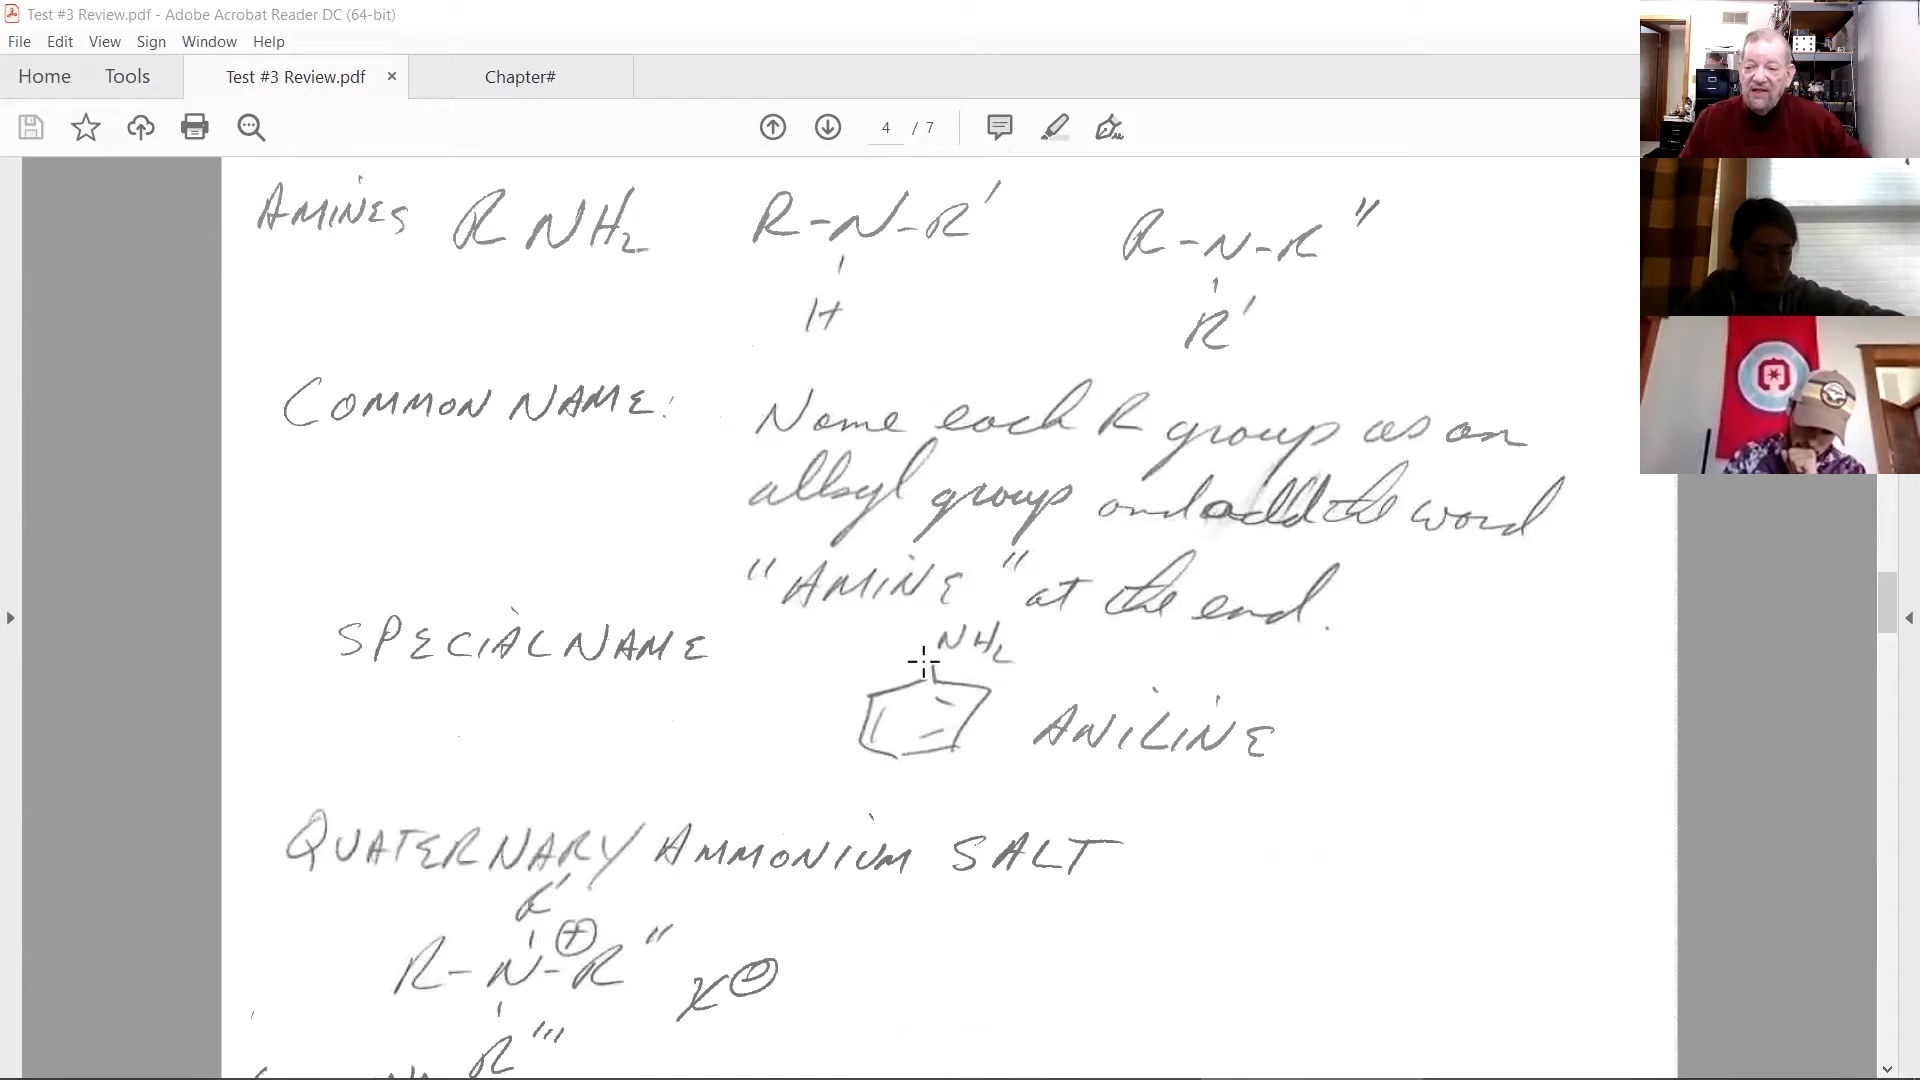 Test #3 Review.pdf - Adobe Acrobat Reader DC (64-bit)
File Edit View Sign Window Help
Home Tools Test #3 Review.pdf × Chapter#
4 / 7
AMINES RNH2 R-N-R' R-N-R"
H R'
COMMON NAME: Name each R group as an
alkyl group and add the word
"AMINE" at the end.
SPECIAL NAME NH2
ANILINE
QUATERNARY AMMONIUM SALT
R'
R-N-R" X
R'''